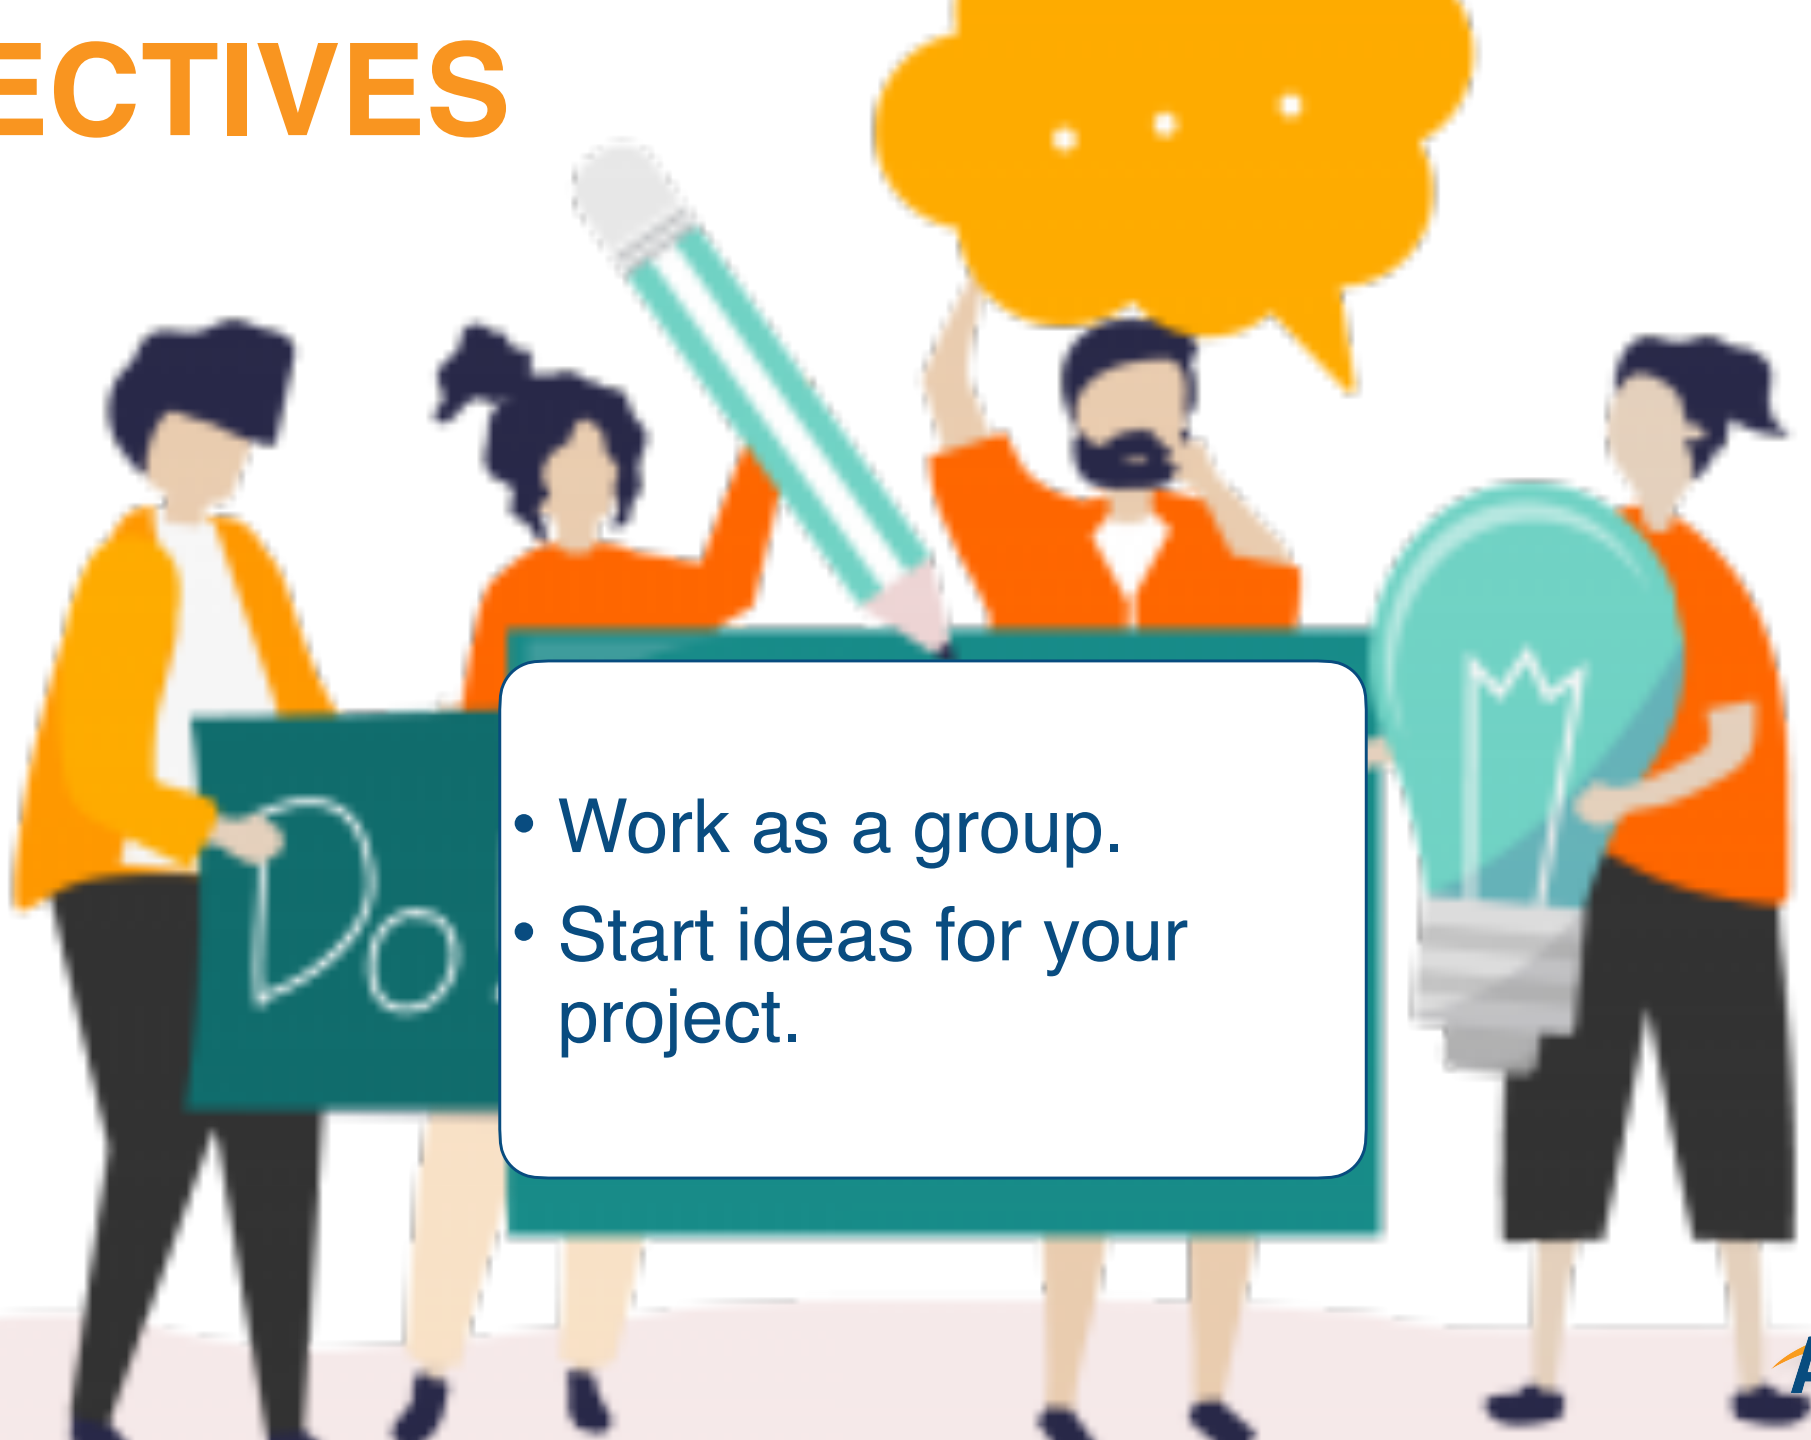 ECTIVES
• Work as a group.
• Start ideas for your
project.
Do
A